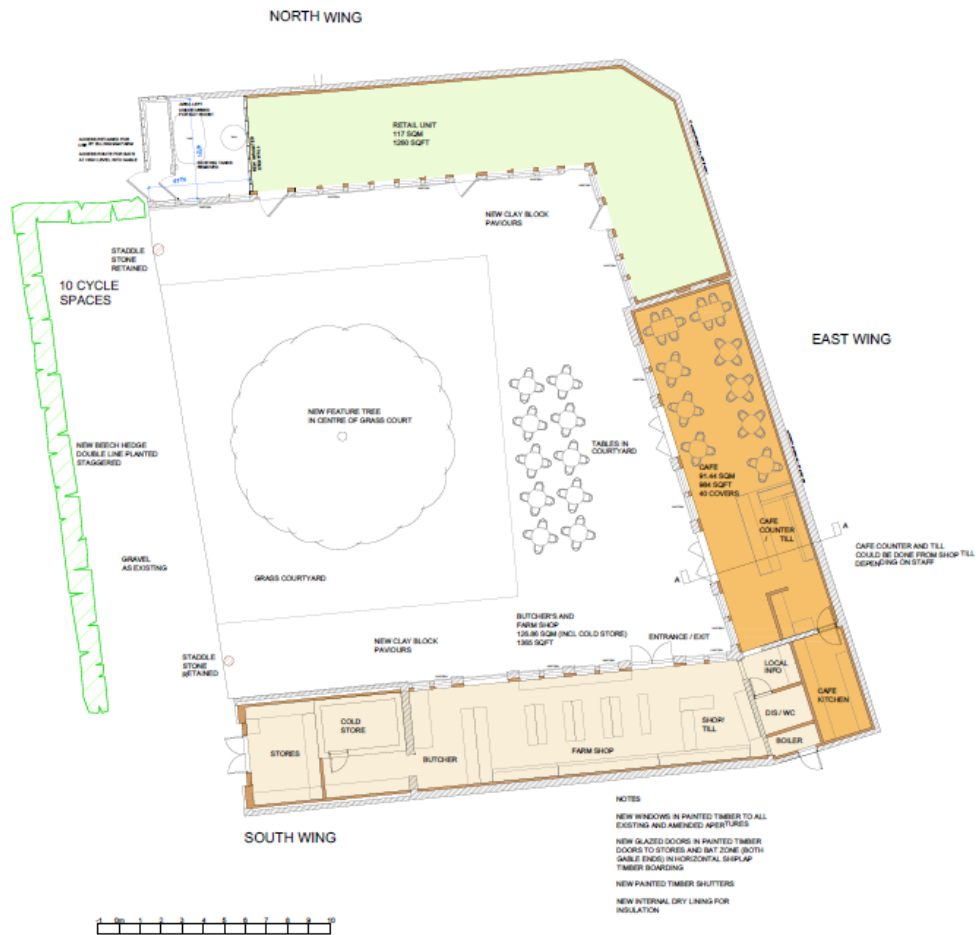 NORTH WING
RETAIL UNIT
117 SQM
1260 SQFT
NEW CLAY BLOCK
PAVIOURS
STADDLE
STONE
RETAINED
10 CYCLE
SPACES
EAST WING
NEW FEATURE TREE
IN CENTRE OF GRASS COURT
NEW BEECH HEDGE
DOUBLE LINE PLANTED
STAGGERED
TABLES IN
COURTYARD
CAFE
91.44 SQM
984 SQFT
40 COVERS
CAFE
COUNTER
/ TILL
A
A
CAFE COUNTER AND TILL
COULD BE DONE FROM SHOP TILL
DEPENDING ON STAFF
GRAVEL
AS EXISTING
GRASS COURTYARD
BUTCHER'S AND
FARM SHOP
126.86 SQM (INCL COLD STORE)
1365 SQFT
ENTRANCE / EXIT
NEW CLAY BLOCK
PAVIOURS
STADDLE
STONE
RETAINED
LOCAL
INFO
CAFE
KITCHEN
DIS / WC
BOILER
COLD
STORE
STORES
BUTCHER
FARM SHOP
SHOP/
TILL
SOUTH WING
NOTES
NEW WINDOWS IN PAINTED TIMBER TO ALL
EXISTING AND AMENDED APERTURES
NEW GLAZED DOORS IN PAINTED TIMBER
DOORS TO STORES AND BAT ZONE (BOTH
GABLE ENDS) IN HORIZONTAL SHIPLAP
TIMBER BOARDING
NEW PAINTED TIMBER SHUTTERS
NEW INTERNAL DRY LINING FOR
INSULATION
-1 0m 1 2 3 4 5 6 7 8 9 10